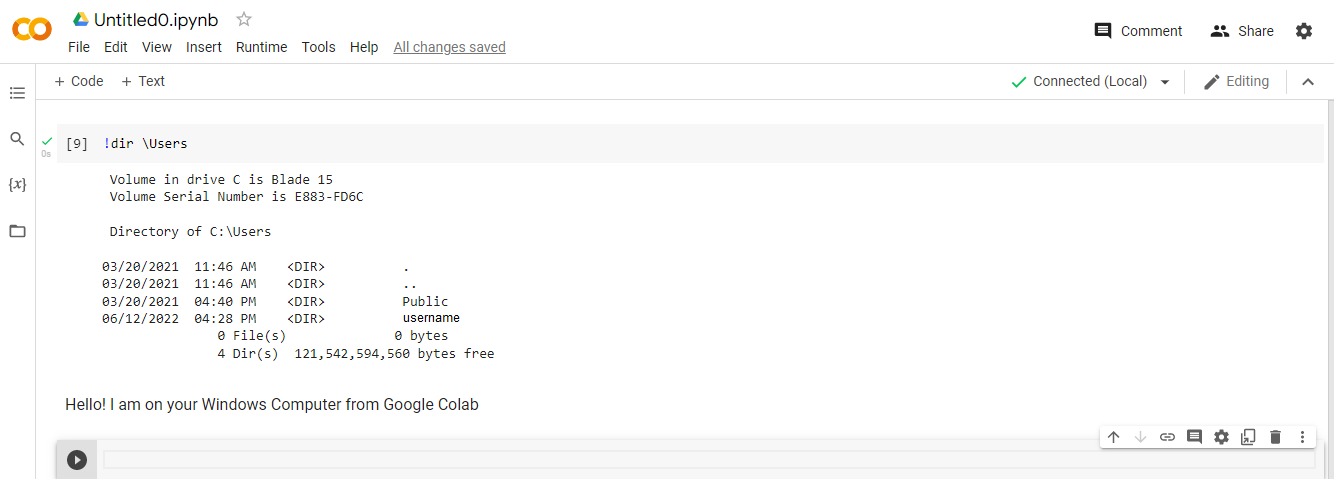 Untitled0.ipynb
Comment Share
File Edit View Insert Runtime Tools Help All changes saved
+ Code + Text Connected (Local) Editing
[9] !dir \Users
0s
{x}
Volume in drive C is Blade 15
Volume Serial Number is E883-FD6C
Directory of C:\Users
03/20/2021 11:46 AM <DIR> .
03/20/2021 11:46 AM <DIR> ..
03/20/2021 04:40 PM <DIR> Public
06/12/2022 04:28 PM <DIR> username
0 File(s) 0 bytes
4 Dir(s) 121,542,594,560 bytes free
Hello! I am on your Windows Computer from Google Colab